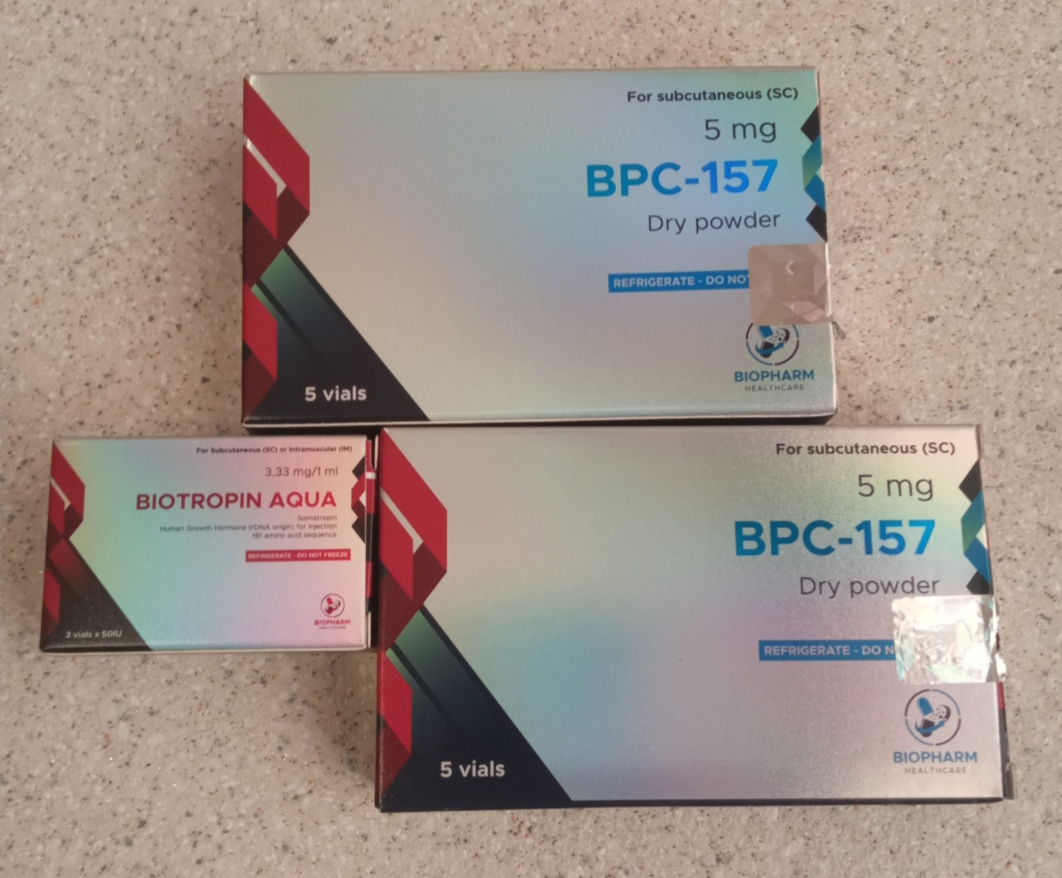 For subcutaneous (SC)
5 mg
BPC-157
Dry powder
REFRIGERATE - DO NOT
BIOPHARM
HEALTHCARE
5 vials
For Subcutaneous (SC) or Intramuscular (IM)
3,33 mg/1 ml
BIOTROPIN AQUA
Somatropin
Human Growth Hormone (rDNA origin) for injection
191 amino acid sequence
REFRIGERATE - DO NOT FREEZE
BIOPHARM
HEALTHCARE
2 vials x 50IU
For subcutaneous (SC)
5 mg
BPC-157
Dry powder
REFRIGERATE - DO
BIOPHARM
HEALTHCARE
5 vials